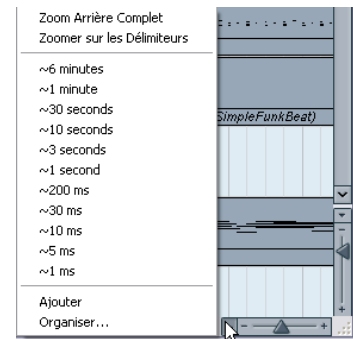 Zoom Arrière Complet
Zoomer sur les Délimiteurs
~6 minutes
~1 minute
~30 seconds
~10 seconds
~3 seconds
~1 second
~200 ms
~30 ms
~10 ms
~5 ms
~1 ms
Ajouter
Organiser...
SimpleFunkBeat)